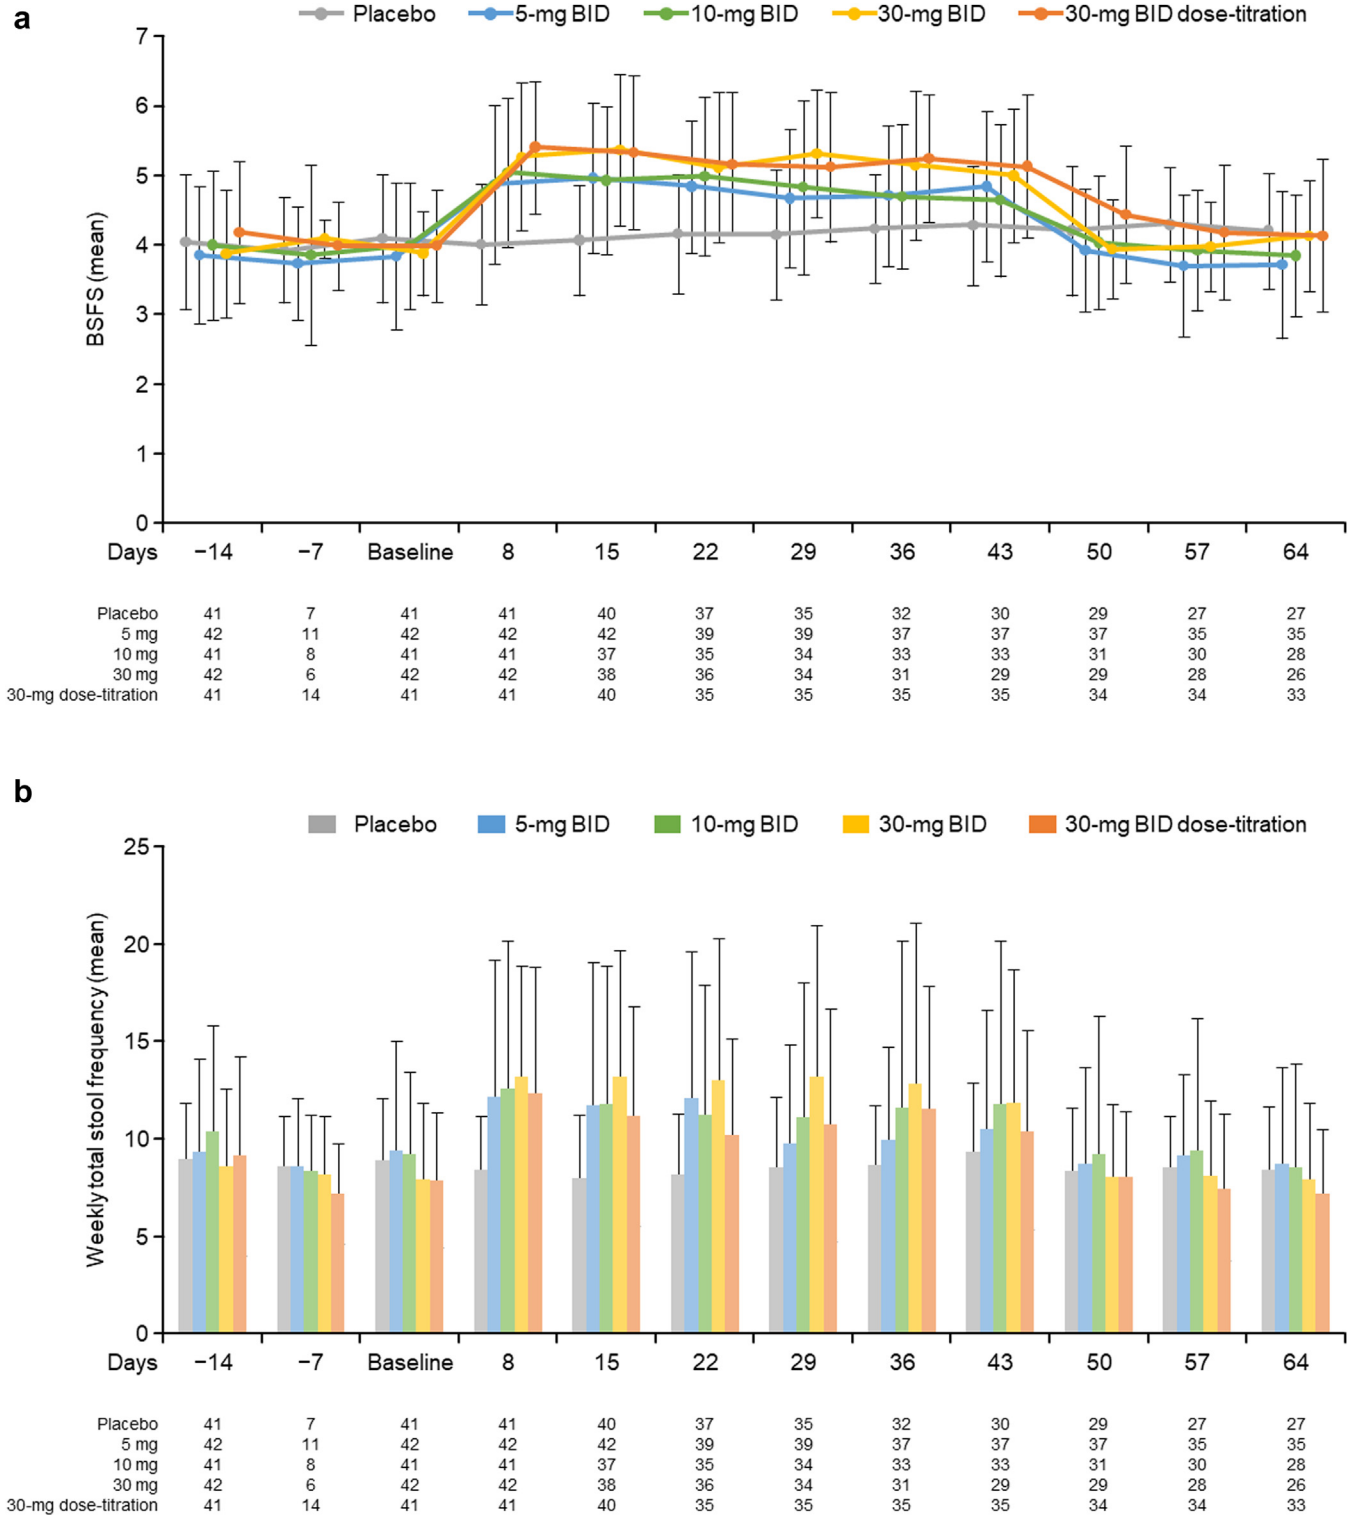 a
Placebo 5-mg BID 10-mg BID 30-mg BID 30-mg BID dose-titration
7
6
5
4
3
2
1
0
BSFS (mean)
Days −14 −7 Baseline 8 15 22 29 36 43 50 57 64
Placebo 41 7 41 41 40 37 35 32 30 29 27 27
5 mg 42 11 42 42 42 39 39 37 37 37 35 35
10 mg 41 8 41 41 37 35 34 33 33 31 30 28
30 mg 42 6 42 42 38 36 34 31 29 29 28 26
30-mg dose-titration 41 14 41 41 40 35 35 35 35 34 34 33
b
Placebo 5-mg BID 10-mg BID 30-mg BID 30-mg BID dose-titration
25
20
15
10
5
0
Weekly total stool frequency (mean)
Days −14 −7 Baseline 8 15 22 29 36 43 50 57 64
Placebo 41 7 41 41 40 37 35 32 30 29 27 27
5 mg 42 11 42 42 42 39 39 37 37 37 35 35
10 mg 41 8 41 41 37 35 34 33 33 31 30 28
30 mg 42 6 42 42 38 36 34 31 29 29 28 26
30-mg dose-titration 41 14 41 41 40 35 35 35 35 34 34 33